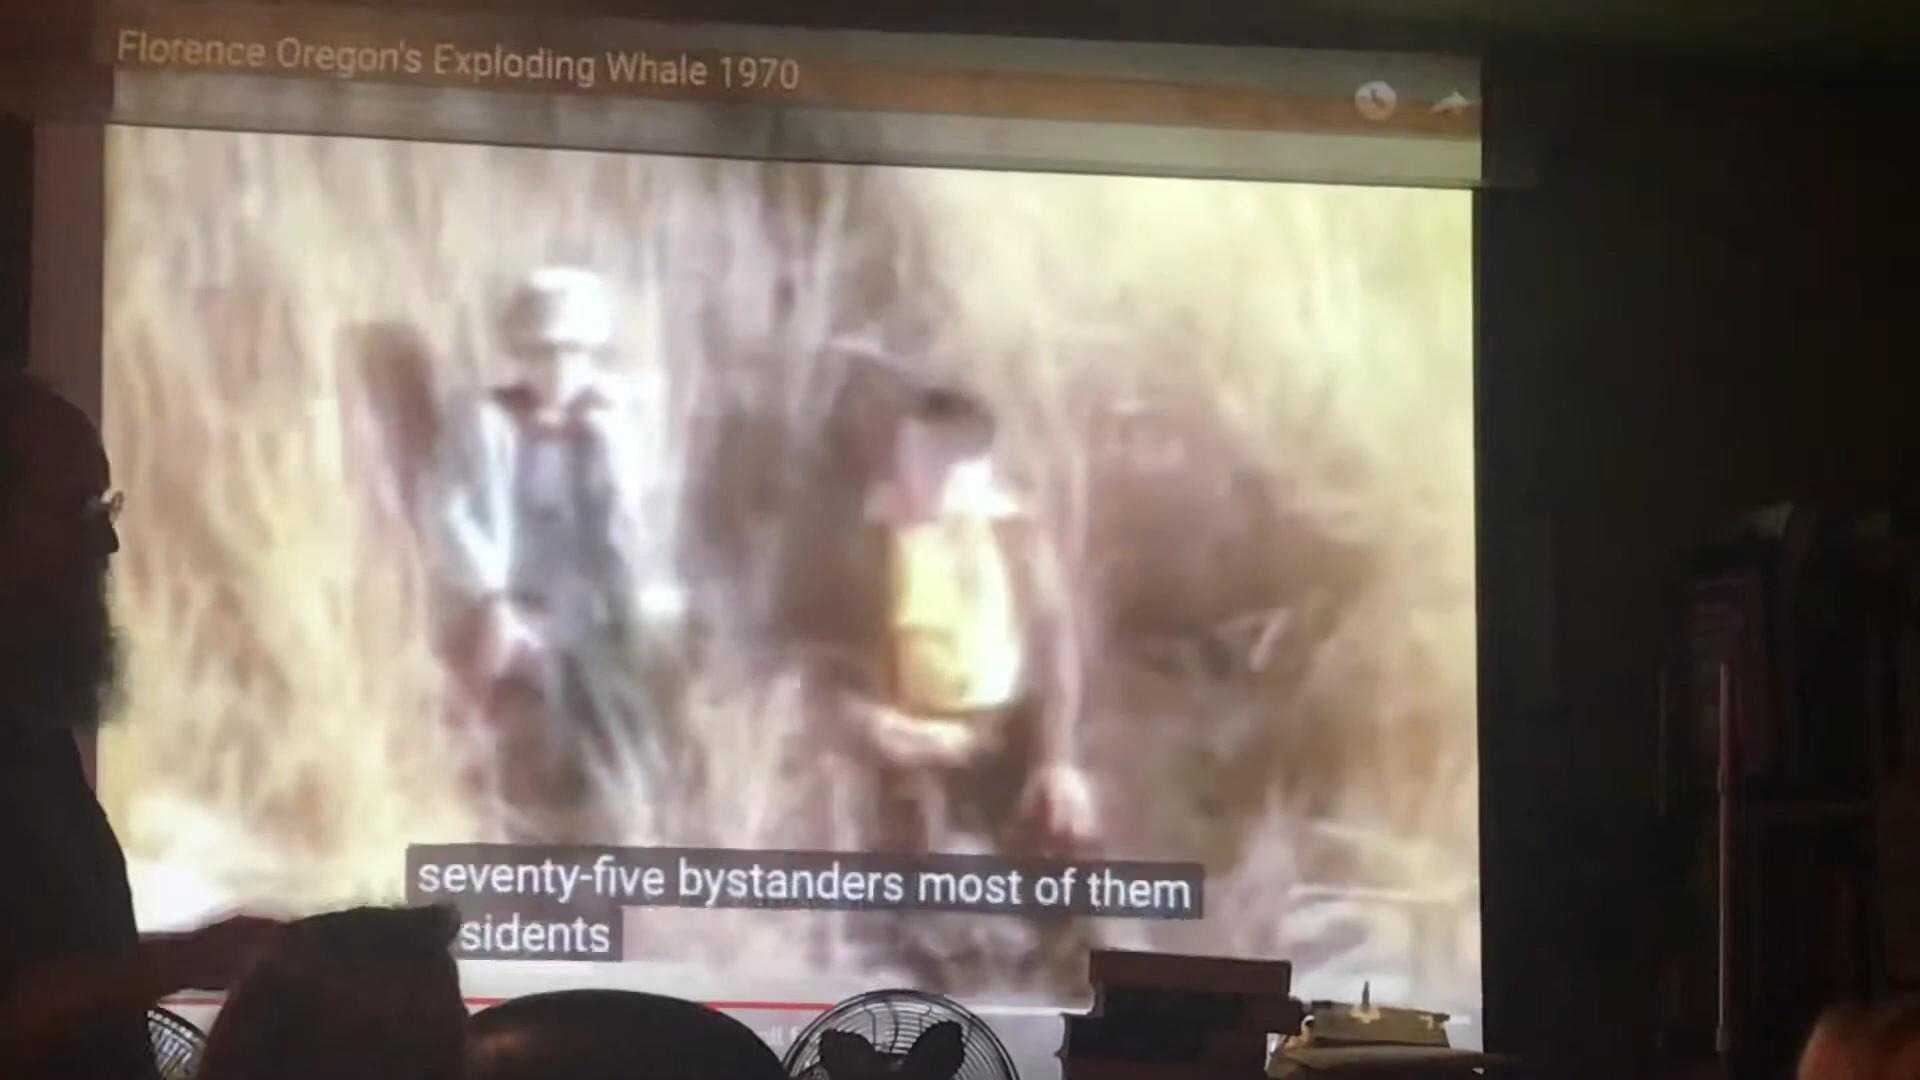 Florence Oregon's Exploding Whale 1970
seventy-five bystanders most of them
sidents